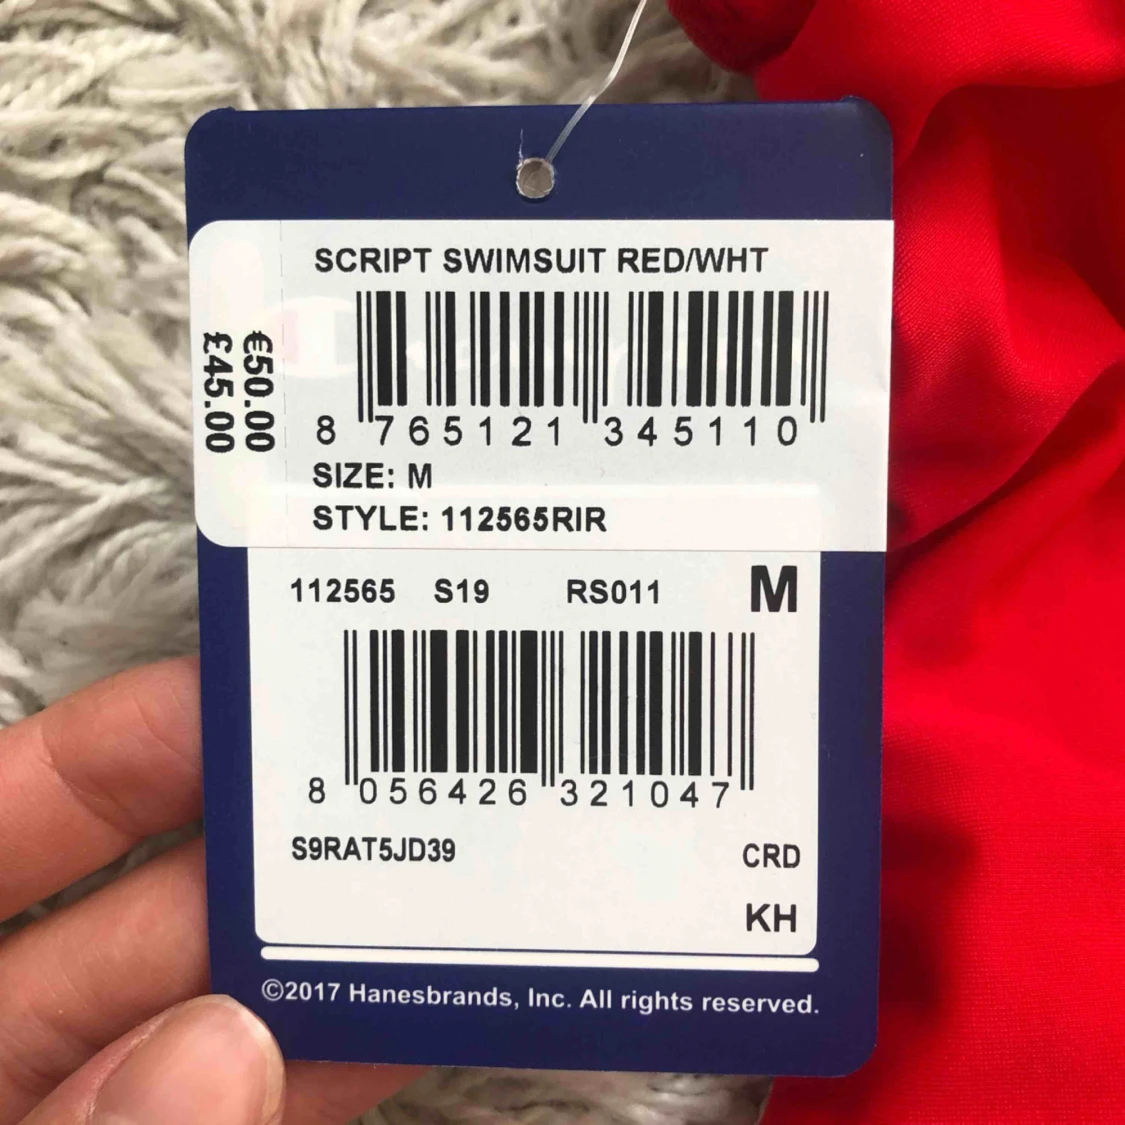 SCRIPT SWIMSUIT RED/WHT
8 765121 345110
€50.00
£45.00
SIZE: M
STYLE: 112565RIR
112565 S19 RS011 M
8 056426 321047
S9RAT5JD39 CRD
KH
©2017 Hanesbrands, Inc. All rights reserved.